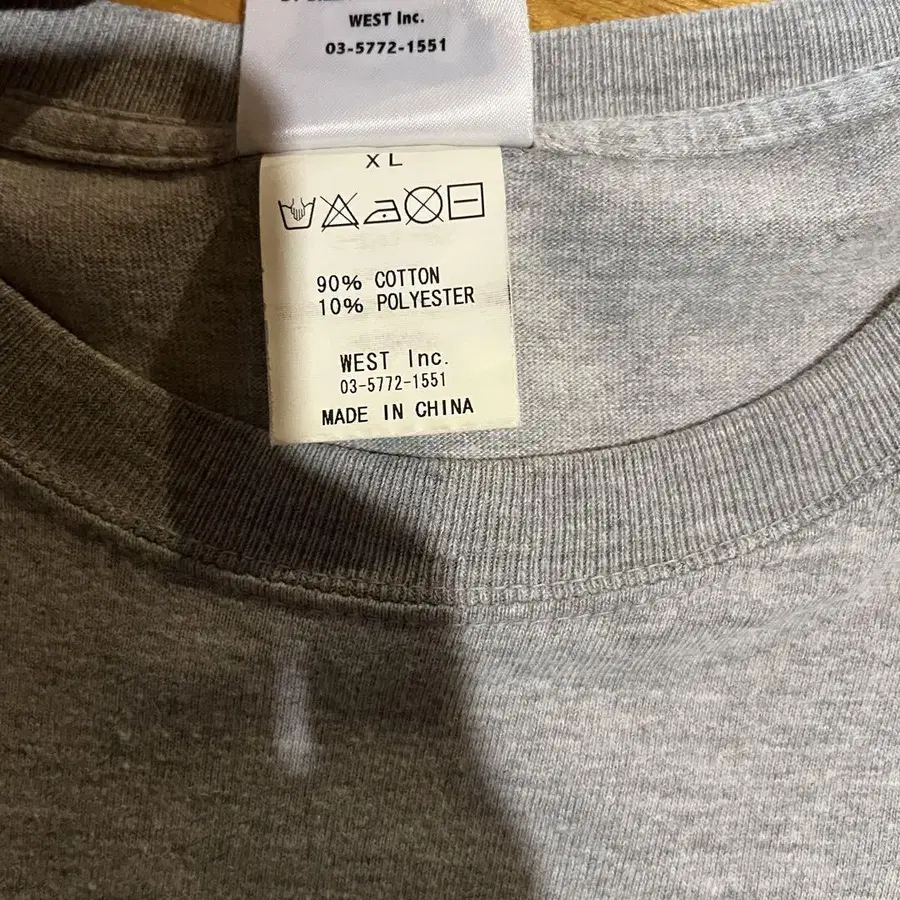 WEST Inc.
03-5772-1551
XL
90% COTTON
10% POLYESTER
WEST Inc.
03-5772-1551
MADE IN CHINA